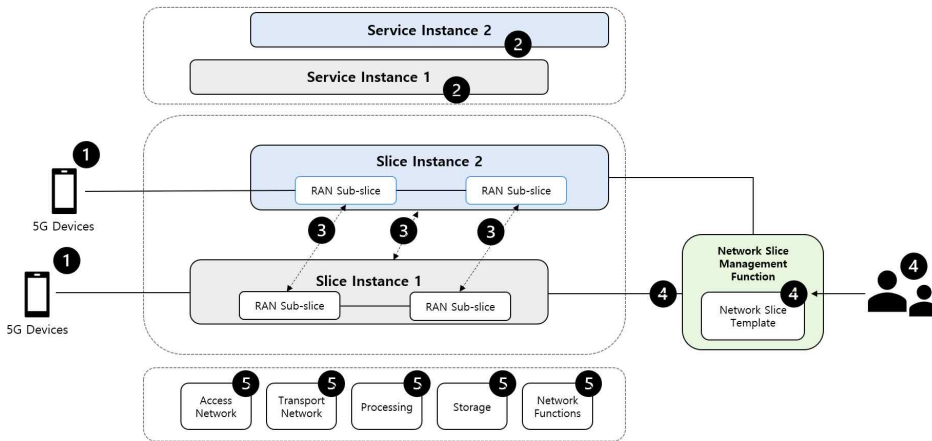 Service Instance 2
2
Service Instance 1
2
1
Slice Instance 2
RAN Sub-slice
RAN Sub-slice
5G Devices
3
3
3
1
Slice Instance 1
RAN Sub-slice
RAN Sub-slice
5G Devices
4
Network Slice
Management
Function
4
Network Slice
Template
4
5
Access
Network
5
Transport
Network
5
Processing
5
Storage
5
Network
Functions